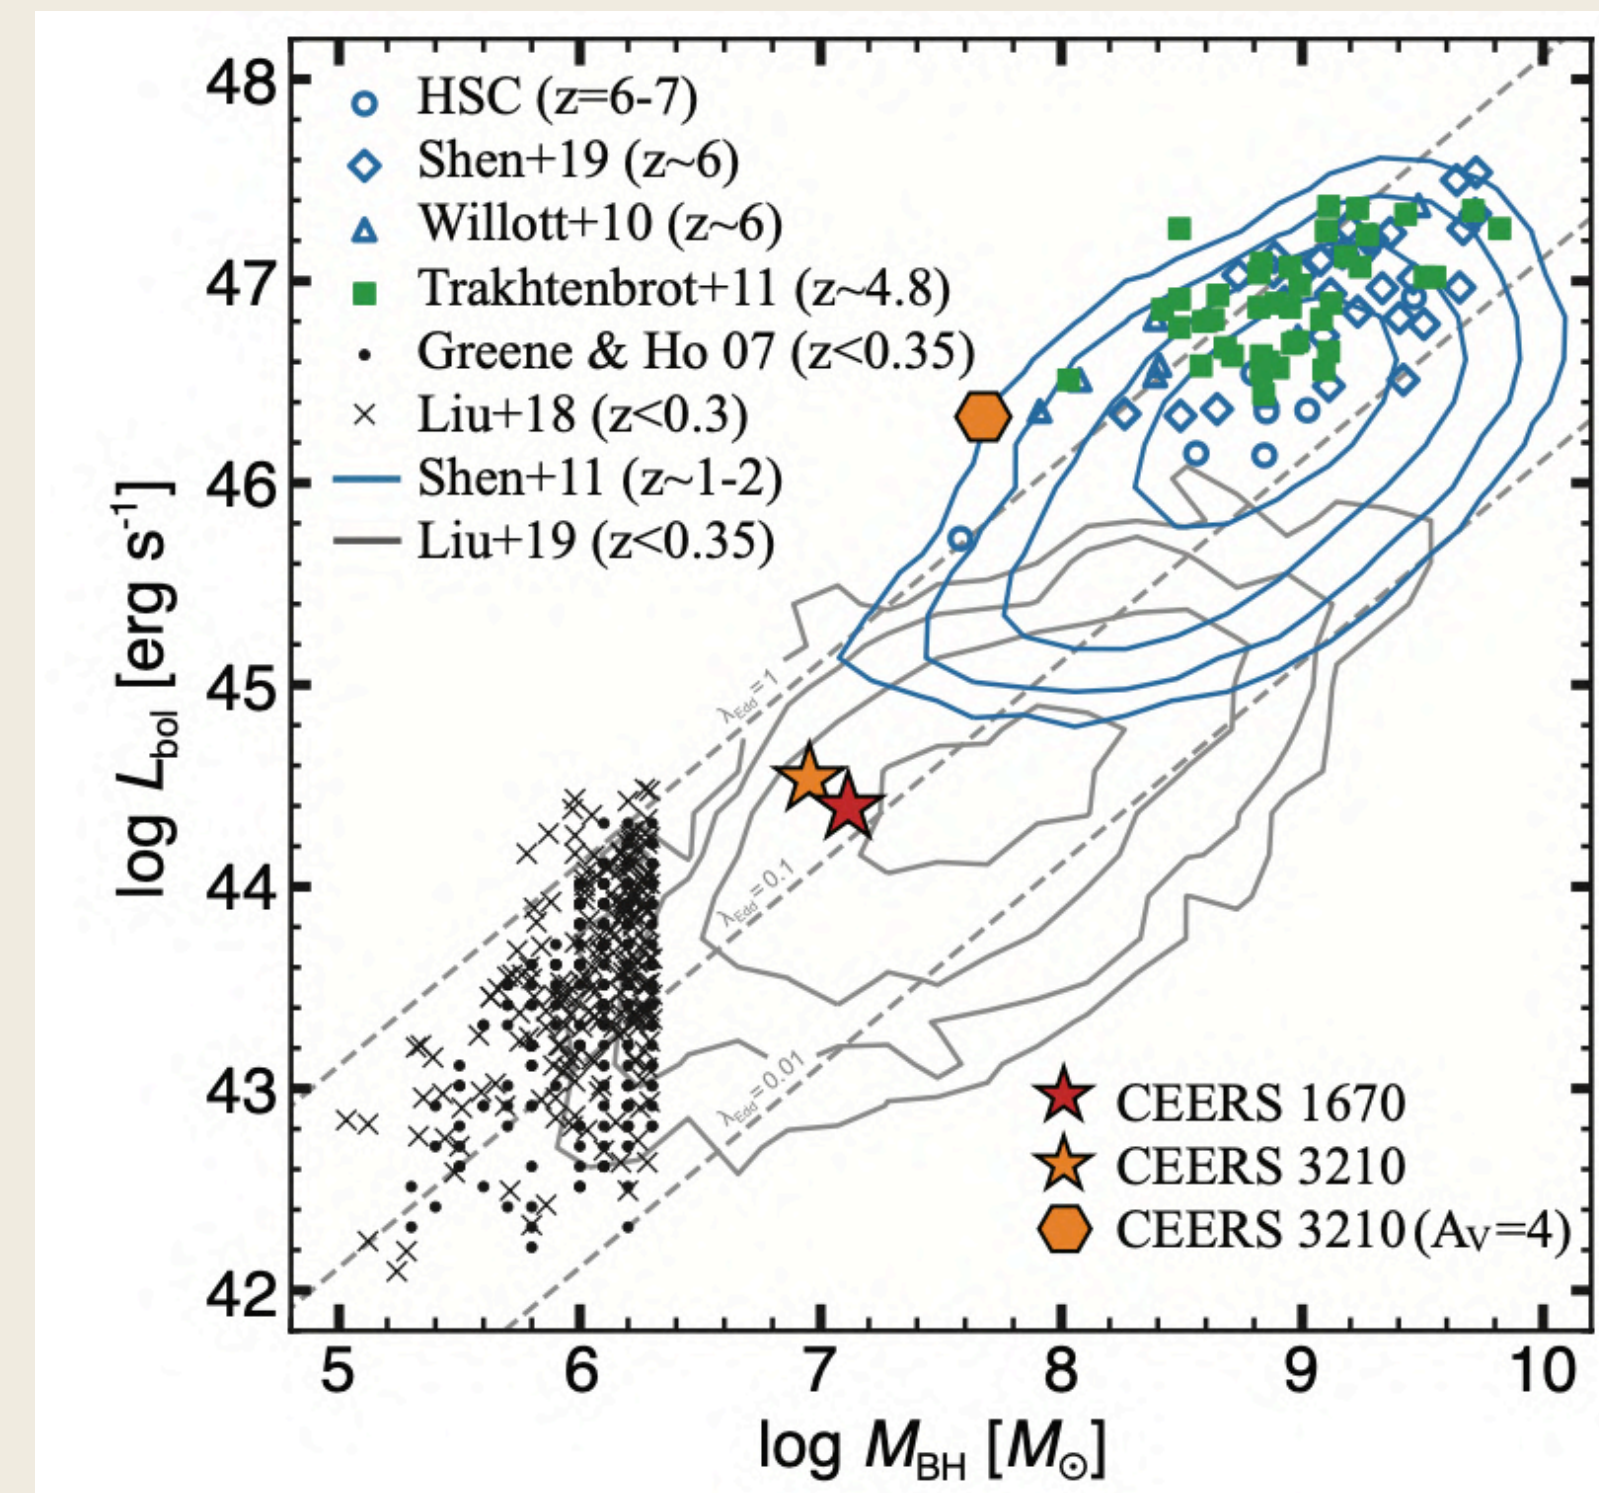 HSC (z=6-7)
Shen+19 (z~6)
Willott+10 (z~6)
Trakhtenbrot+11 (z~4.8)
Greene & Ho 07 (z<0.35)
Liu+18 (z<0.3)
Shen+11 (z~1-2)
Liu+19 (z<0.35)
48
47
46
45
44
43
42
log L_bol [erg s⁻¹]
λ_Edd=1
λ_Edd=0.1
λ_Edd=0.01
CEERS 1670
CEERS 3210
CEERS 3210 (A_V=4)
5 6 7 8 9 10
log M_BH [M_⊙]